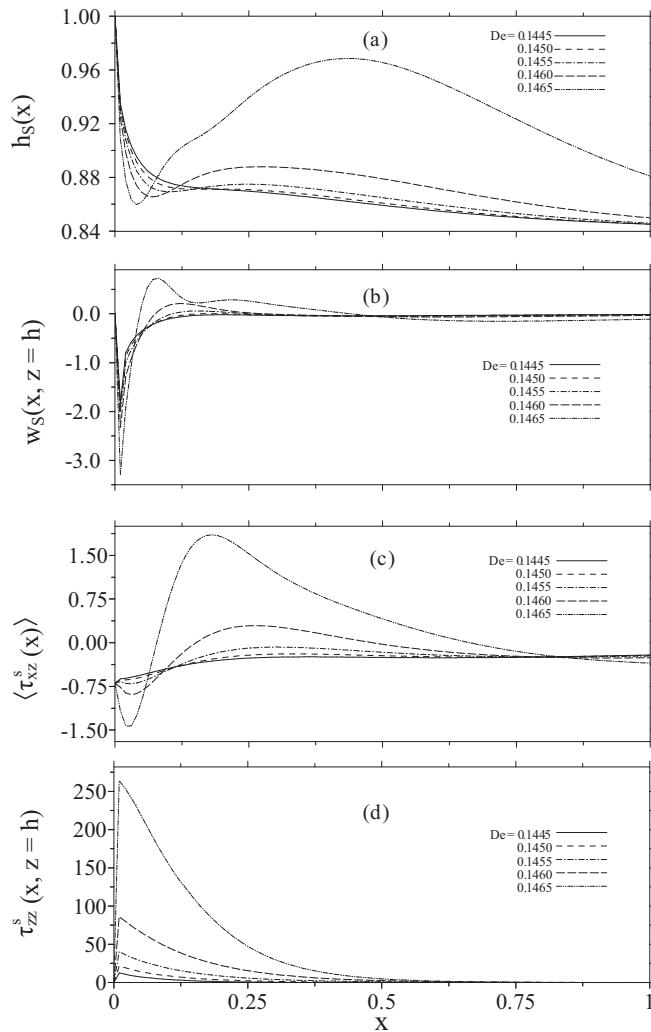 1.00
0.96
0.92
0.88
0.84
h_S(x)
(a)
De = 0.1445
0.1450
0.1455
0.1460
0.1465
0.0
-1.0
-2.0
-3.0
w_S(x, z = h)
(b)
De = 0.1445
0.1450
0.1455
0.1460
0.1465
1.50
0.75
0.00
-0.75
-1.50
⟨τ^s_xz(x)⟩
(c)
De = 0.1445
0.1450
0.1455
0.1460
0.1465
250
200
150
100
50
0
τ^s_zz(x, z = h)
(d)
De = 0.1445
0.1450
0.1455
0.1460
0.1465
0 0.25 0.5 0.75 1
x